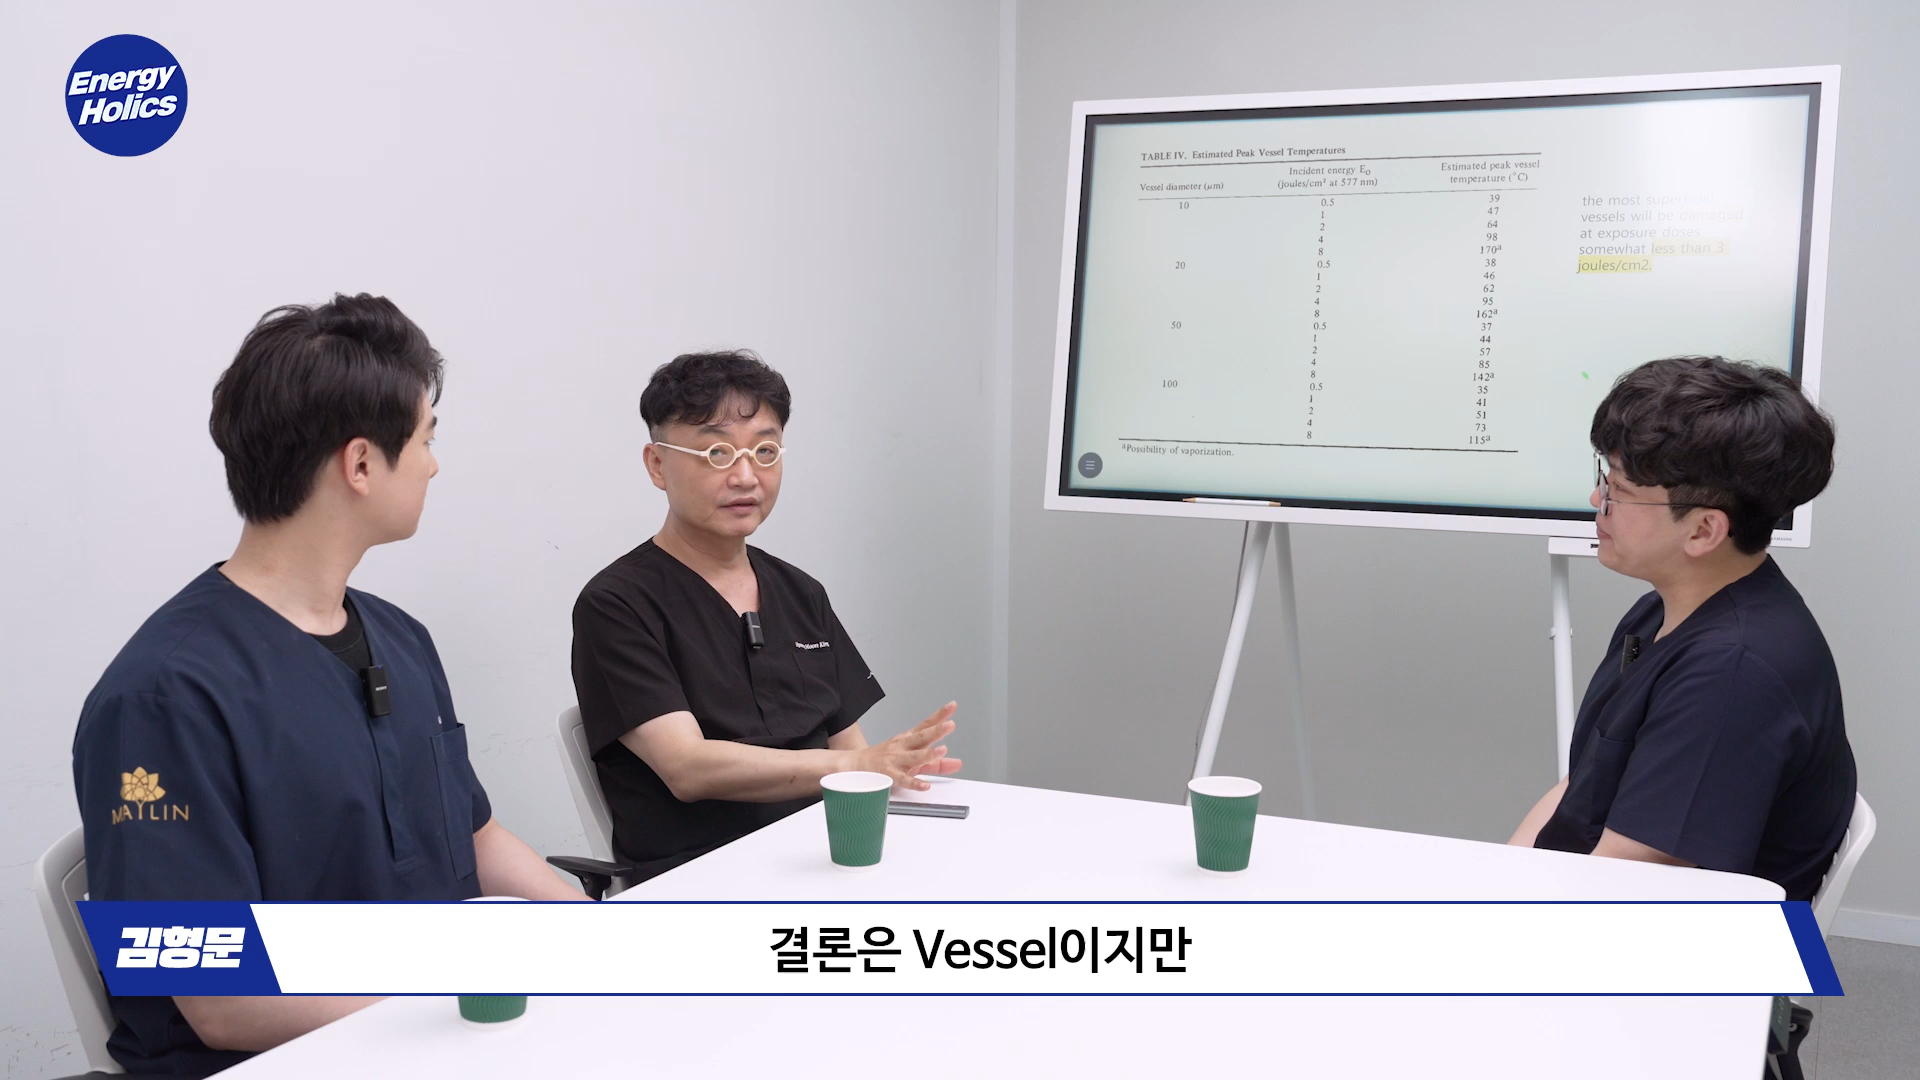 Energy
Holics
TABLE IV. Estimated Peak Vessel Temperatures
Vessel diameter (μm)
Incident energy E₀
(joules/cm² at 577 nm)
Estimated peak vessel
temperature (°C)
10 0.5 39
1 47
2 64
4 98
8 170ᵃ
20 0.5 38
1 46
2 62
4 95
8 162ᵃ
50 0.5 37
1 44
2 57
4 85
8 142ᵃ
100 0.5 35
1 41
2 51
4 73
8 115ᵃ
ᵃPossibility of vaporization.
the most superficial
vessels will be damaged
at exposure doses
somewhat less than 3
joules/cm2.
MAYLIN
김형문
결론은 Vessel이지만